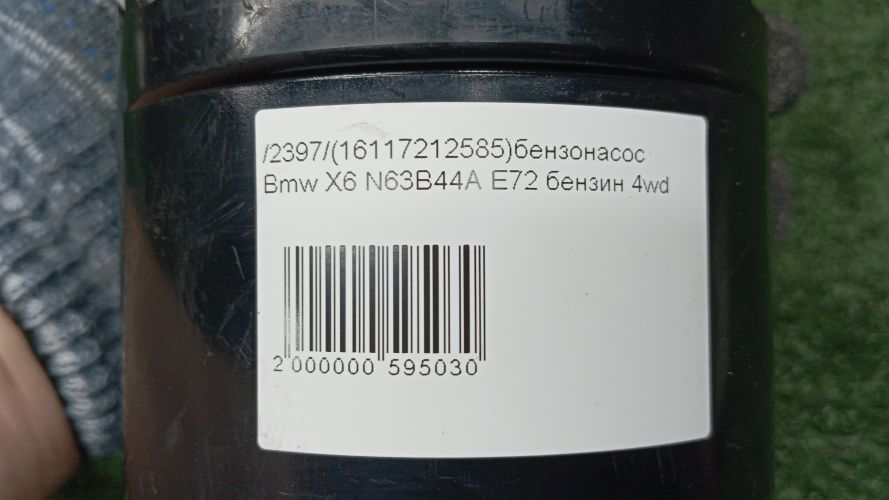 /2397/(16117212585)бензонасос
Bmw X6 N63B44A E72 бензин 4wd
2 000000 595030